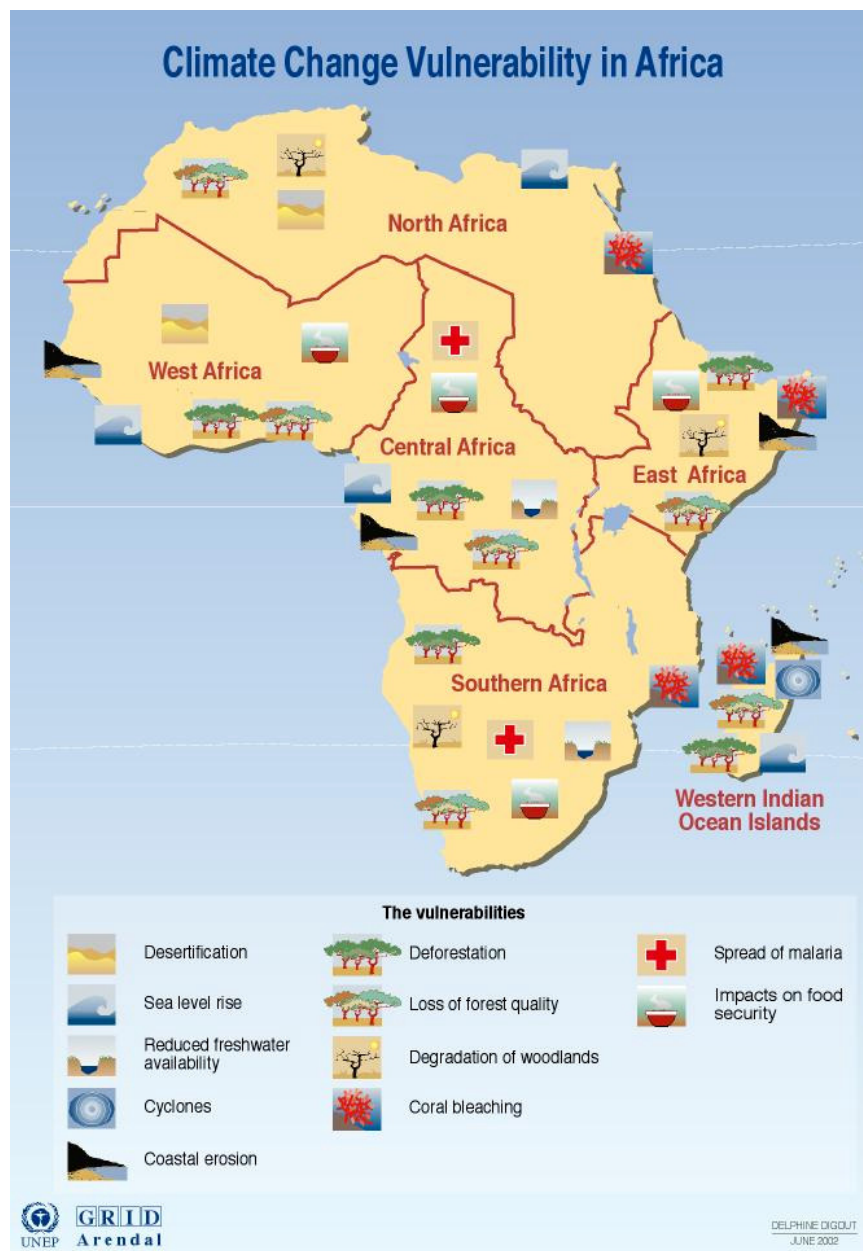 Climate Change Vulnerability in Africa
North Africa
West Africa
Central Africa
East Africa
Southern Africa
Western Indian
Ocean Islands
The vulnerabilities
Desertification
Sea level rise
Reduced freshwater
availability
Cyclones
Coastal erosion
Deforestation
Loss of forest quality
Degradation of woodlands
Coral bleaching
Spread of malaria
Impacts on food
security
UNEP
GRID
Arendal
DELPHINE DIGOUT
JUNE 2002